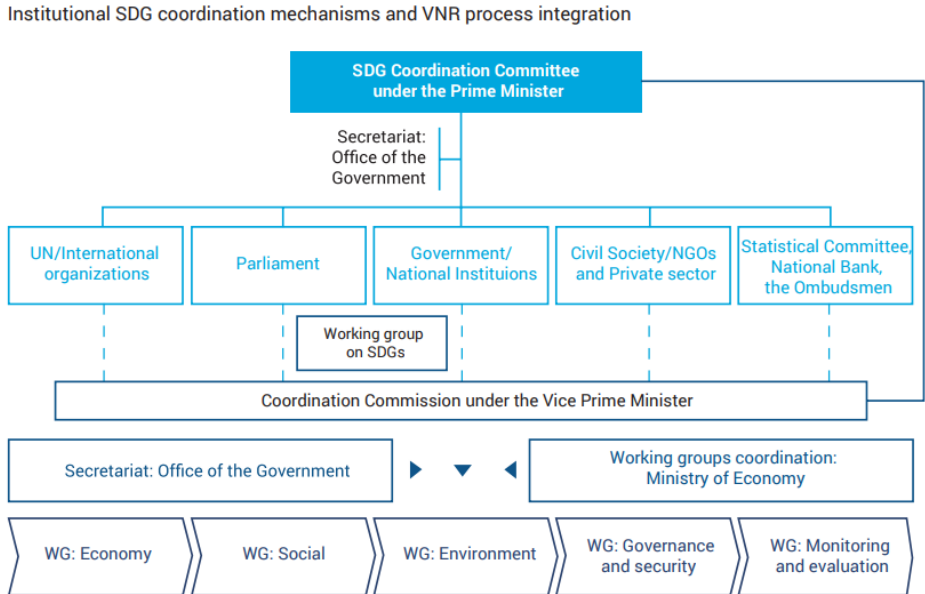 Institutional SDG coordination mechanisms and VNR process integration
SDG Coordination Committee
under the Prime Minister
Secretariat:
Office of the
Government
UN/International
organizations
Parliament
Government/
National Instituions
Civil Society/NGOs
and Private sector
Statistical Committee,
National Bank,
the Ombudsmen
Working group
on SDGs
Coordination Commission under the Vice Prime Minister
Secretariat: Office of the Government
Working groups coordination:
Ministry of Economy
WG: Economy
WG: Social
WG: Environment
WG: Governance
and security
WG: Monitoring
and evaluation